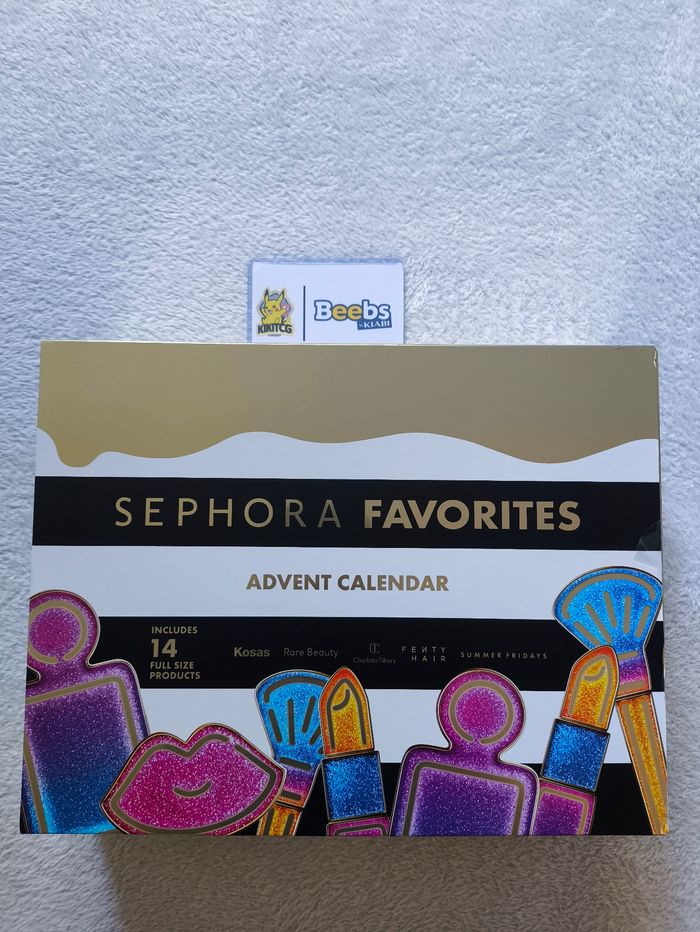 KIKITCG
Beebs
by KIABI
SEPHORA FAVORITES
ADVENT CALENDAR
INCLUDES
14
FULL SIZE
PRODUCTS
Kosas
Rare Beauty
CT
Charlotte Tilbury
FENTY
HAIR
SUMMER FRIDAYS